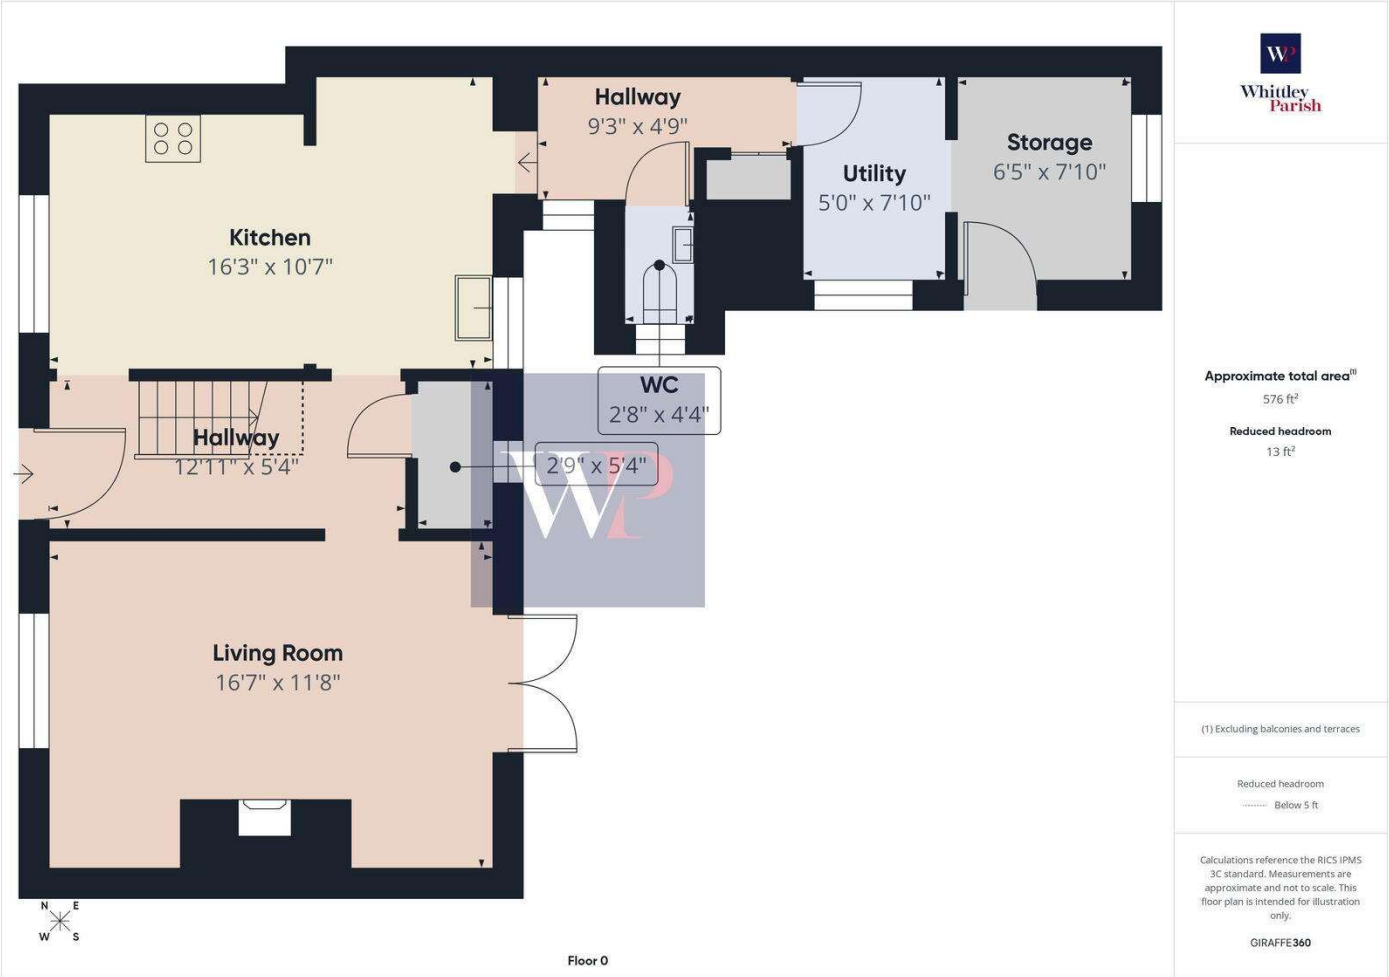 Hallway
9'3" x 4'9"
Storage
6'5" x 7'10"
Utility
5'0" x 7'10"
Kitchen
16'3" x 10'7"
WC
2'8" x 4'4"
Hallway
12'11" x 5'4"
2'9" x 5'4"
WP
Living Room
16'7" x 11'8"
N E
W S
Floor 0
WP
Whittley
Parish
Approximate total area(1)
576 ft²
Reduced headroom
13 ft²
(1) Excluding balconies and terraces
Reduced headroom
Below 5 ft
Calculations reference the RICS IPMS
3C standard. Measurements are
approximate and not to scale. This
floor plan is intended for illustration
only.
GIRAFFE360